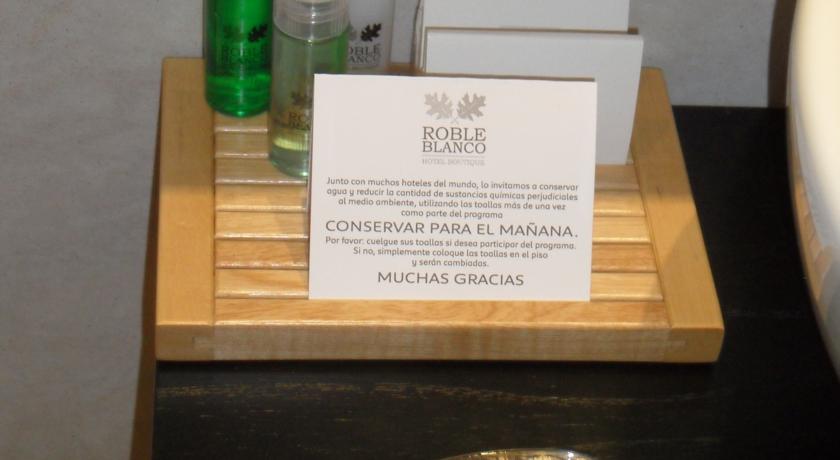 ROBLE
BLANCO
ROBLE
BLANCO
HOTEL BOUTIQUE
Junto con muchos hoteles del mundo, lo invitamos a conservar
agua y reducir la cantidad de sustancias químicas perjudiciales
al medio ambiente, utilizando las toallas más de una vez
como parte del programa
CONSERVAR PARA EL MAÑANA.
Por favor: cuelgue sus toallas si desea participar del programa.
Si no, simplemente coloque las toallas en el piso
y serán cambiadas.
MUCHAS GRACIAS